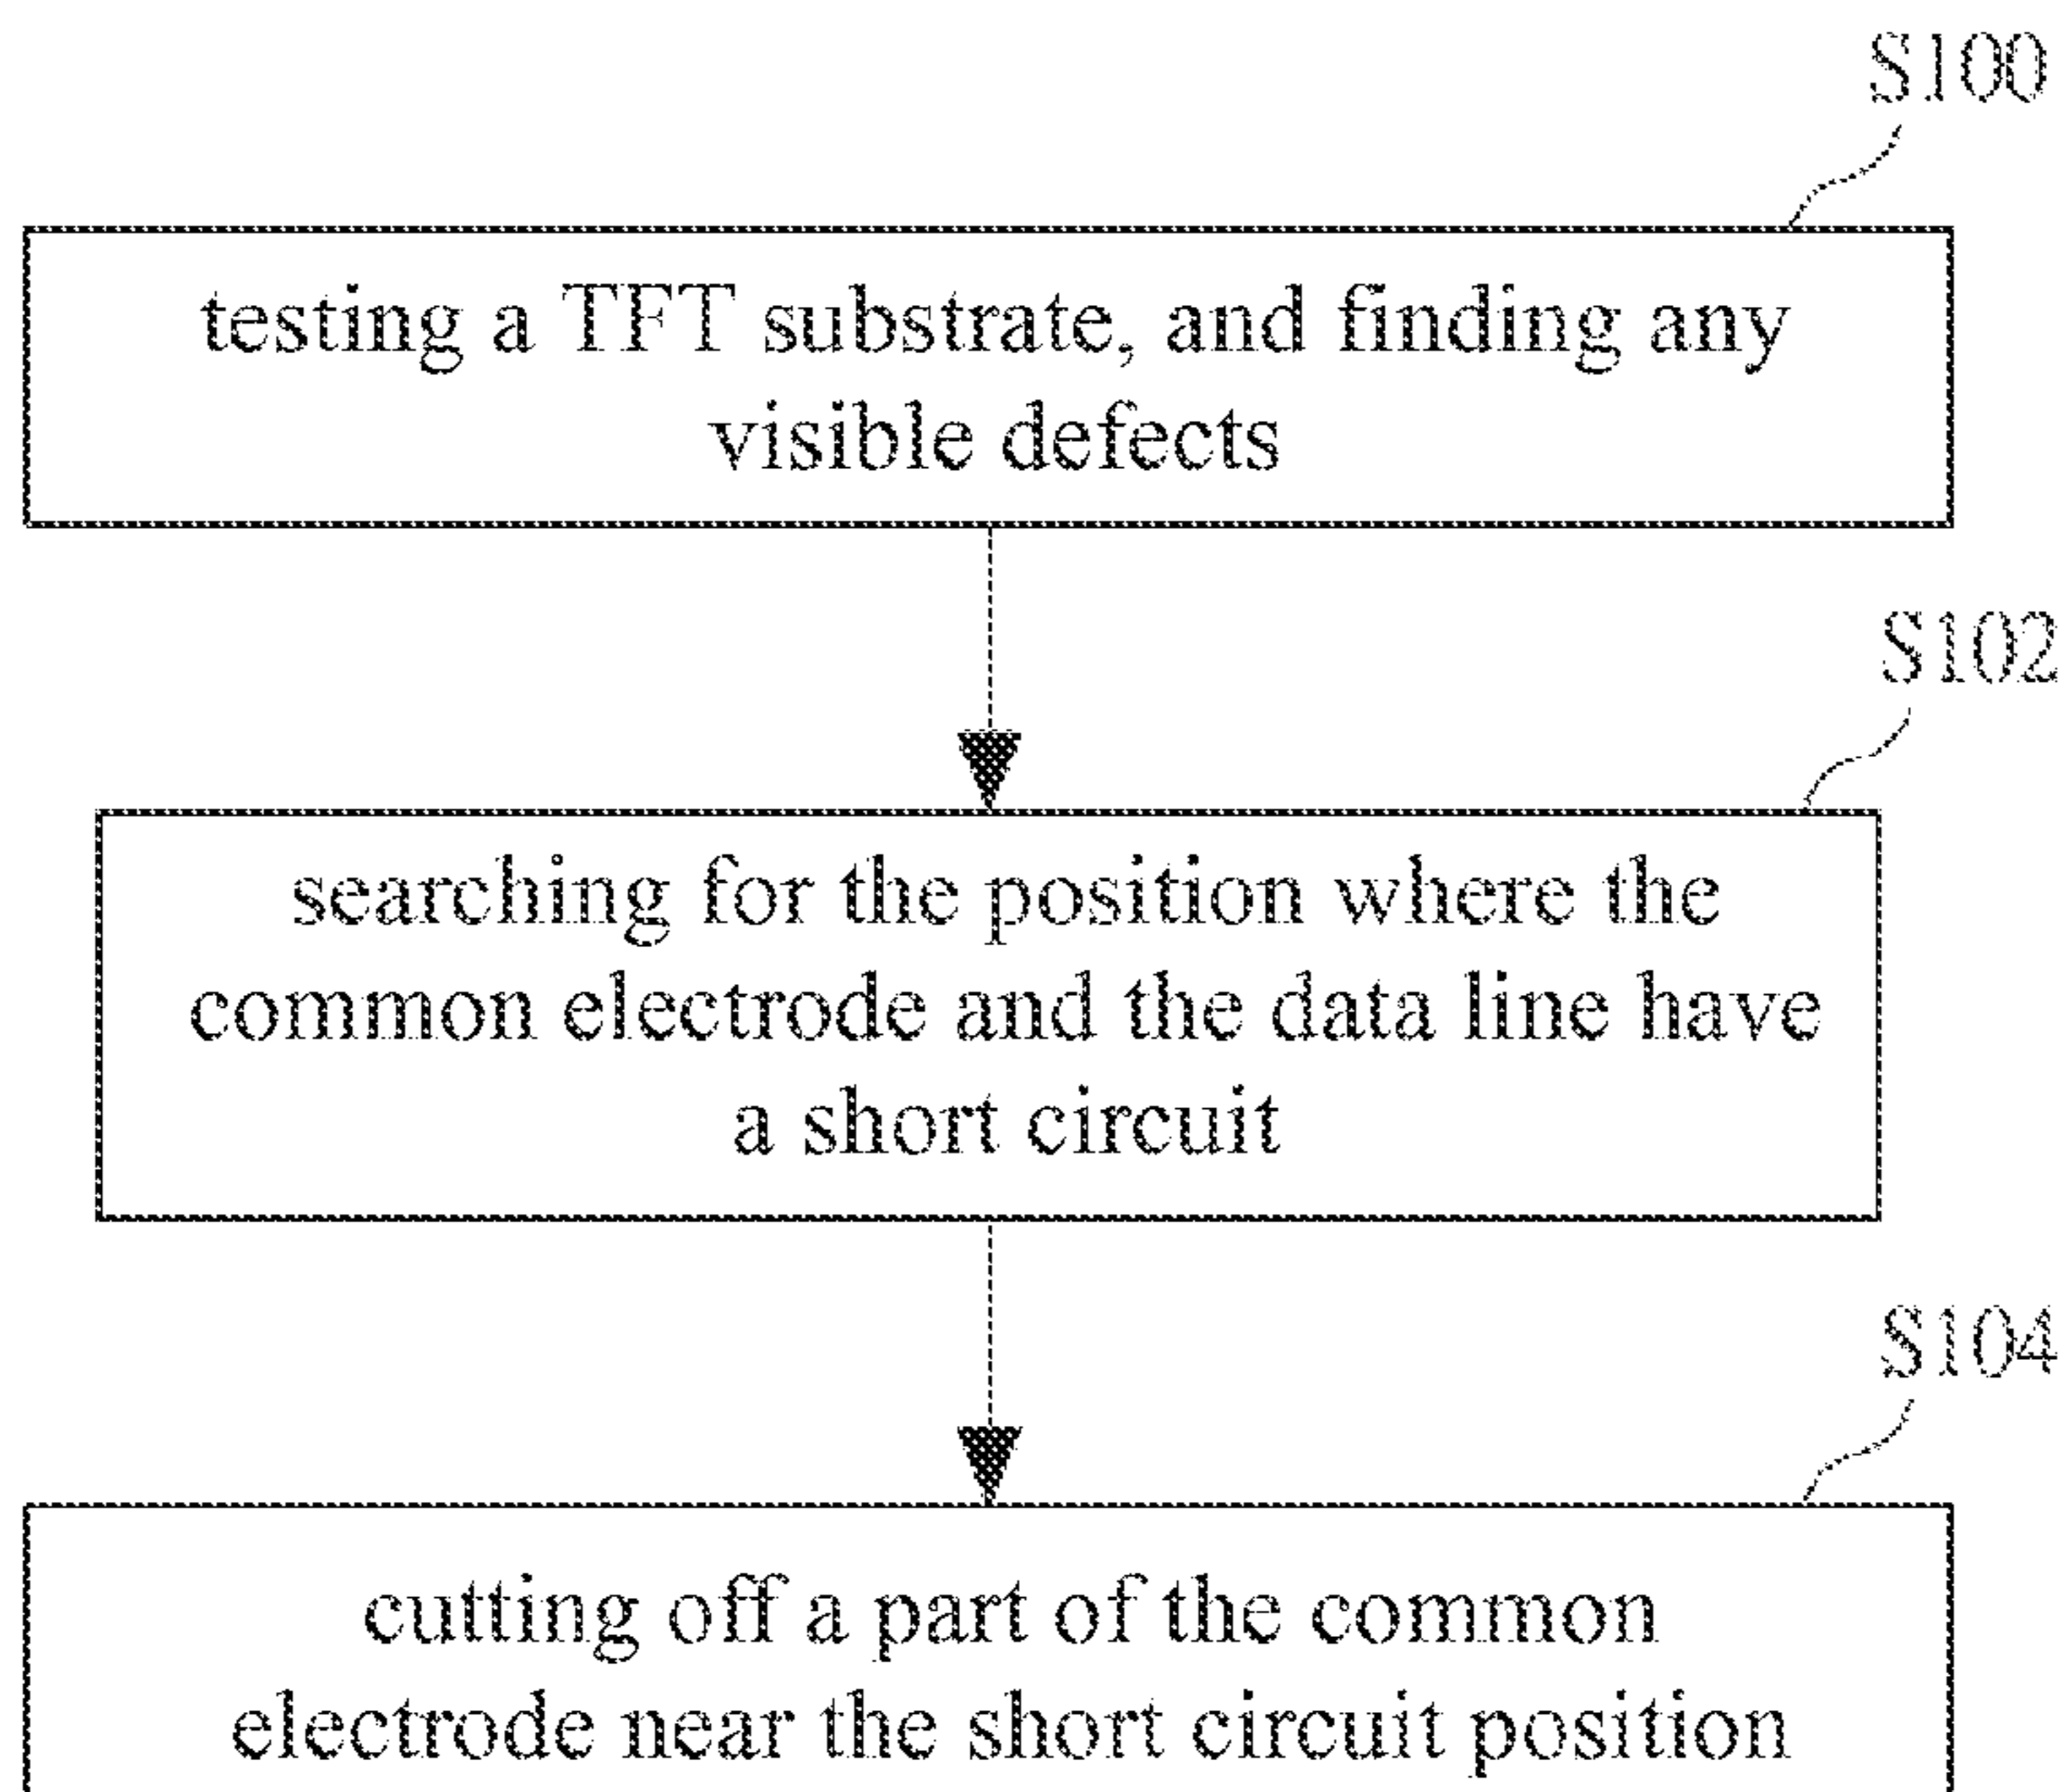 S100
testing a TFT substrate, and finding any
visible defects
S102
searching for the position where the
common electrode and the data line have
a short circuit
S104
cutting off a part of the common
electrode near the short circuit position